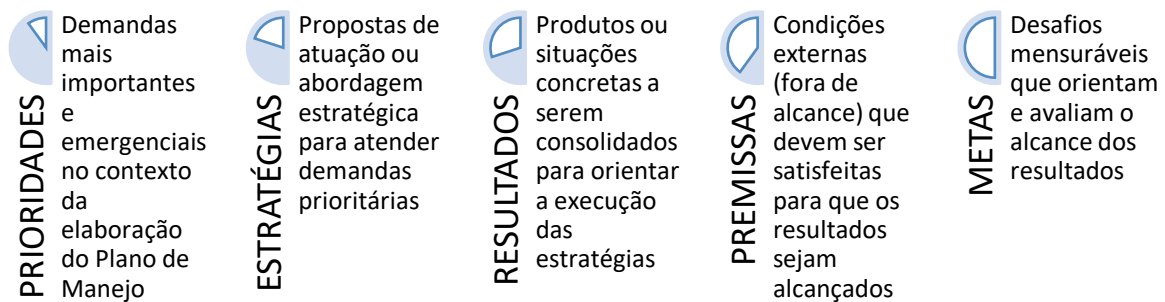 PRIORIDADES
Demandas
mais
importantes
e
emergenciais
no contexto
da
elaboração
do Plano de
Manejo
ESTRATÉGIAS
Propostas de
atuação ou
abordagem
estratégica
para atender
demandas
prioritárias
RESULTADOS
Produtos ou
situações
concretas a
serem
consolidados
para orientar
a execução
das
estratégias
PREMISSAS
Condições
externas
(fora de
alcance) que
devem ser
satisfeitas
para que os
resultados
sejam
alcançados
METAS
Desafios
mensuráveis
que orientam
e avaliam o
alcance dos
resultados